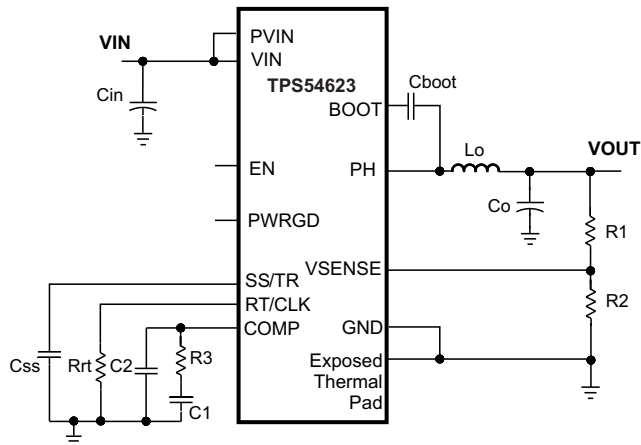 VIN
PVIN
VIN
TPS54623
Cboot
Cin
BOOT
EN
PH
Lo
VOUT
Co
R1
PWRGD
VSENSE
SS/TR
R2
RT/CLK
COMP
GND
Css
Rrt
C2
R3
C1
Exposed
Thermal
Pad